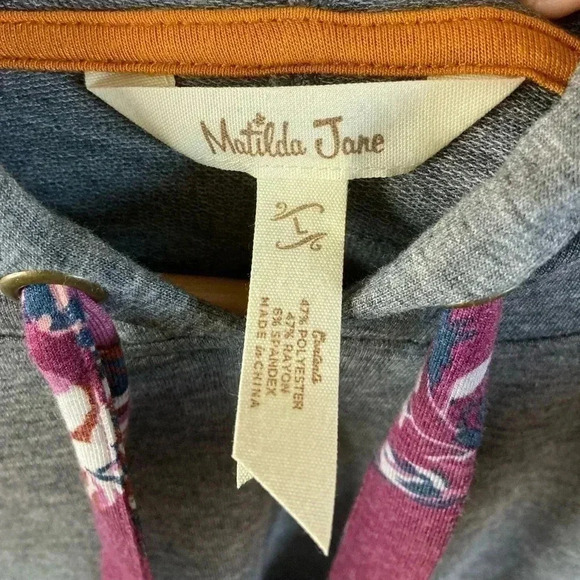 Matilda Jane
L
Contents
47% POLYESTER
47% RAYON
6% SPANDEX
MADE in CHINA